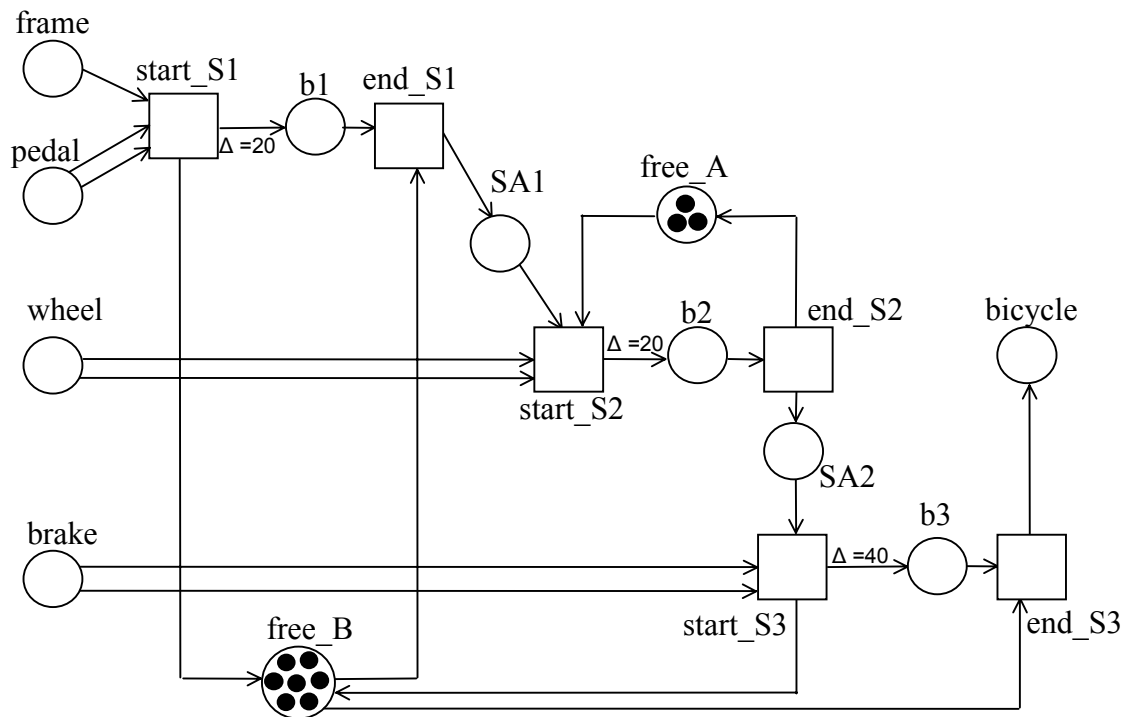 frame
start_S1
b1
end_S1
Δ =20
pedal
SA1
free_A
wheel
b2
end_S2
bicycle
Δ =20
start_S2
SA2
brake
b3
Δ =40
free_B
start_S3
end_S3